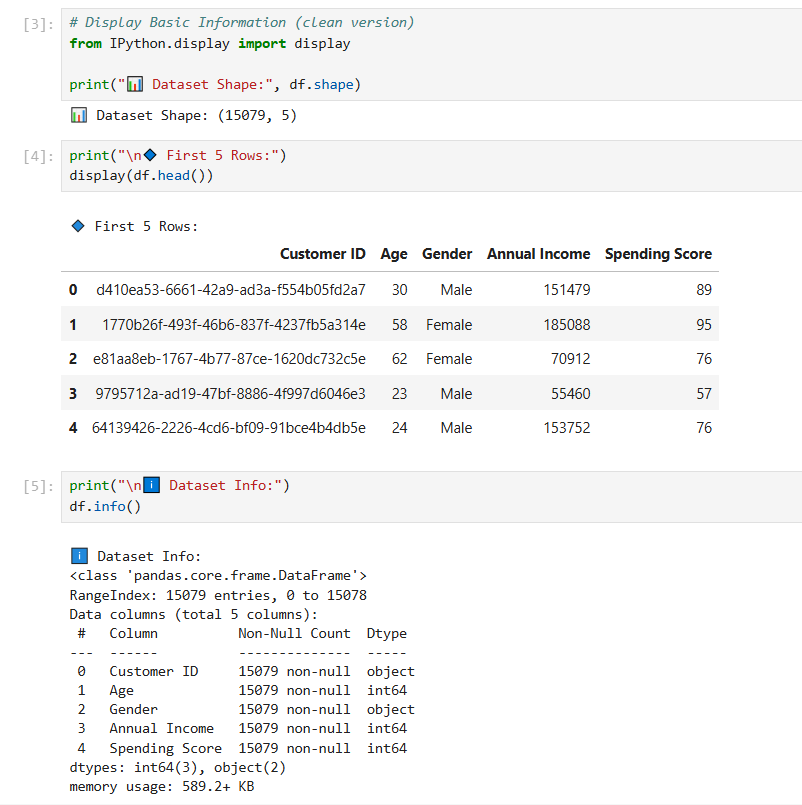 [3]: # Display Basic Information (clean version)
from IPython.display import display
print("📊 Dataset Shape:", df.shape)
📊 Dataset Shape: (15079, 5)
[4]: print("\n🔷 First 5 Rows:")
display(df.head())
🔷 First 5 Rows:
Customer ID Age Gender Annual Income Spending Score
0 d410ea53-6661-42a9-ad3a-f554b05fd2a7 30 Male 151479 89
1 1770b26f-493f-46b6-837f-4237fb5a314e 58 Female 185088 95
2 e81aa8eb-1767-4b77-87ce-1620dc732c5e 62 Female 70912 76
3 9795712a-ad19-47bf-8886-4f997d6046e3 23 Male 55460 57
4 64139426-2226-4cd6-bf09-91bce4b4db5e 24 Male 153752 76
[5]: print("\nℹ️ Dataset Info:")
df.info()
ℹ️ Dataset Info:
<class 'pandas.core.frame.DataFrame'>
RangeIndex: 15079 entries, 0 to 15078
Data columns (total 5 columns):
# Column Non-Null Count Dtype
--- ------ -------------- -----
0 Customer ID 15079 non-null object
1 Age 15079 non-null int64
2 Gender 15079 non-null object
3 Annual Income 15079 non-null int64
4 Spending Score 15079 non-null int64
dtypes: int64(3), object(2)
memory usage: 589.2+ KB